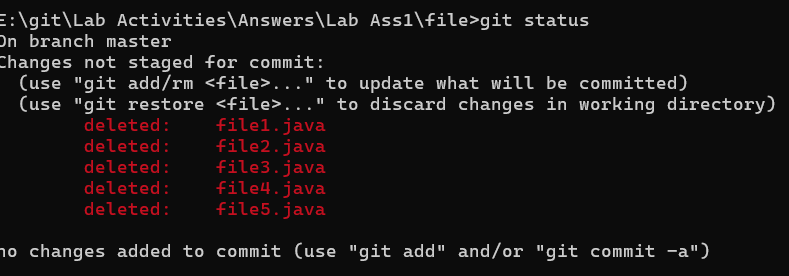 E:\git\Lab Activities\Answers\Lab Ass1\file>git status
On branch master
Changes not staged for commit:
  (use "git add/rm <file>..." to update what will be committed)
  (use "git restore <file>..." to discard changes in working directory)
        deleted:    file1.java
        deleted:    file2.java
        deleted:    file3.java
        deleted:    file4.java
        deleted:    file5.java

no changes added to commit (use "git add" and/or "git commit -a")